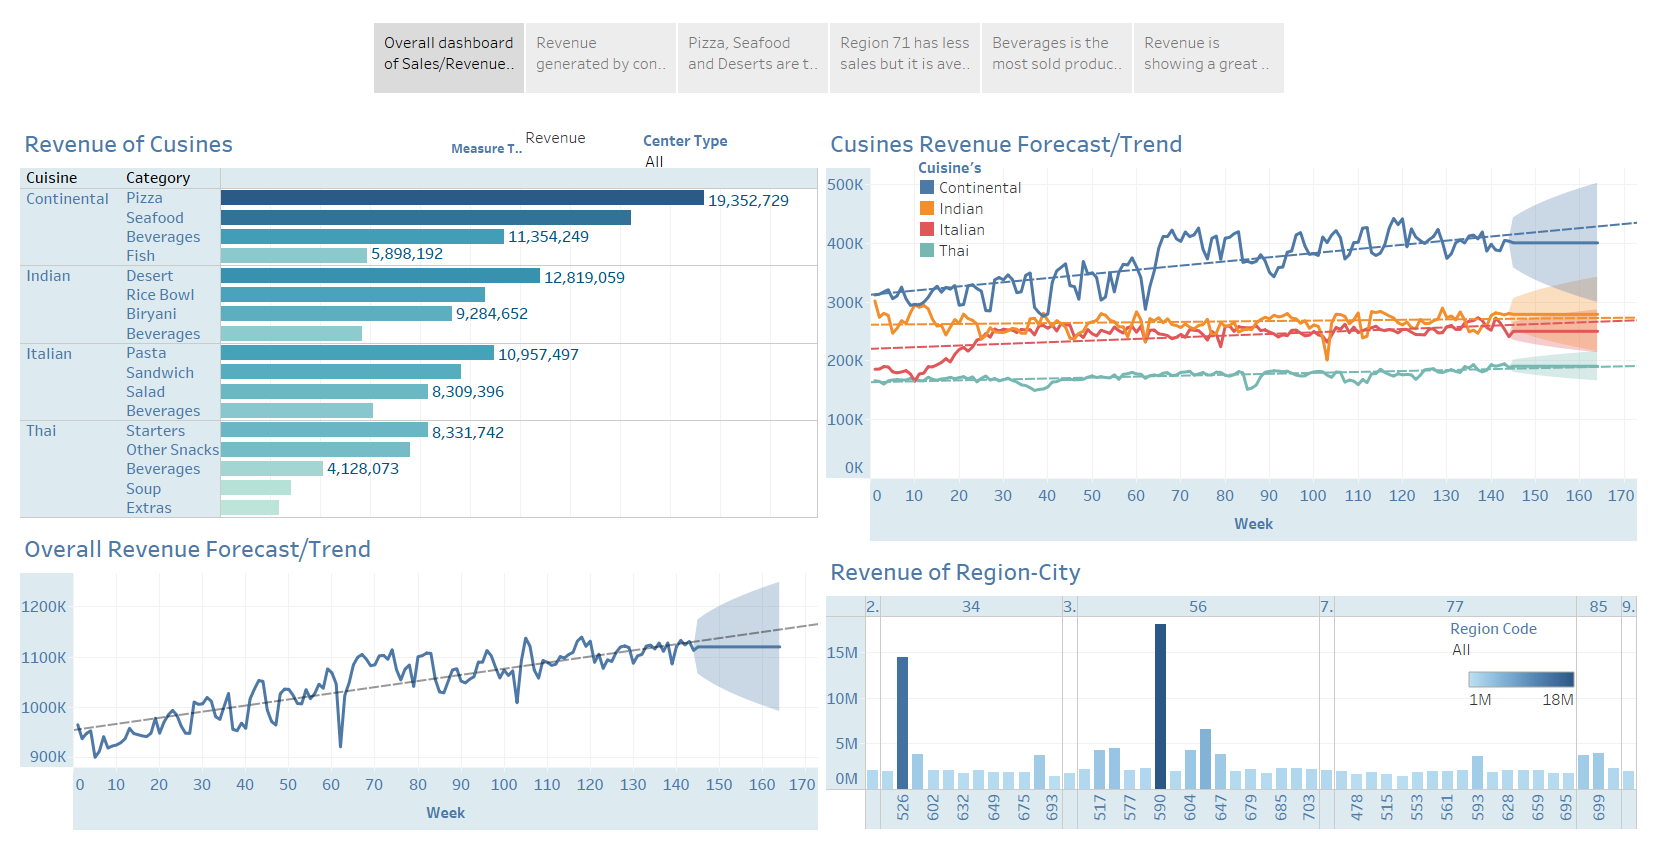 Overall dashboard
of Sales/Revenue..
Revenue
generated by con..
Pizza, Seafood
and Deserts are t..
Region 71 has less
sales but it is ave..
Beverages is the
most sold produc..
Revenue is
showing a great ..
Revenue of Cusines
Measure T..
Revenue
Center Type
All
Cuisine Category
Continental Pizza 19,352,729
Seafood
Beverages 11,354,249
Fish 5,898,192
Indian Desert 12,819,059
Rice Bowl
Biryani 9,284,652
Beverages
Italian Pasta 10,957,497
Sandwich
Salad 8,309,396
Beverages
Thai Starters 8,331,742
Other Snacks
Beverages 4,128,073
Soup
Extras
Cusines Revenue Forecast/Trend
Cuisine's
Continental
Indian
Italian
Thai
500K
400K
300K
200K
100K
0K
0 10 20 30 40 50 60 70 80 90 100 110 120 130 140 150 160 170
Week
Overall Revenue Forecast/Trend
1200K
1100K
1000K
900K
0 10 20 30 40 50 60 70 80 90 100 110 120 130 140 150 160 170
Week
Revenue of Region-City
2. 34 3. 56 7. 77 85 9.
Region Code
All
1M 18M
15M
10M
5M
0M
526 602 632 649 675 693 517 577 590 604 647 679 685 703 478 515 553 561 593 628 659 695 699